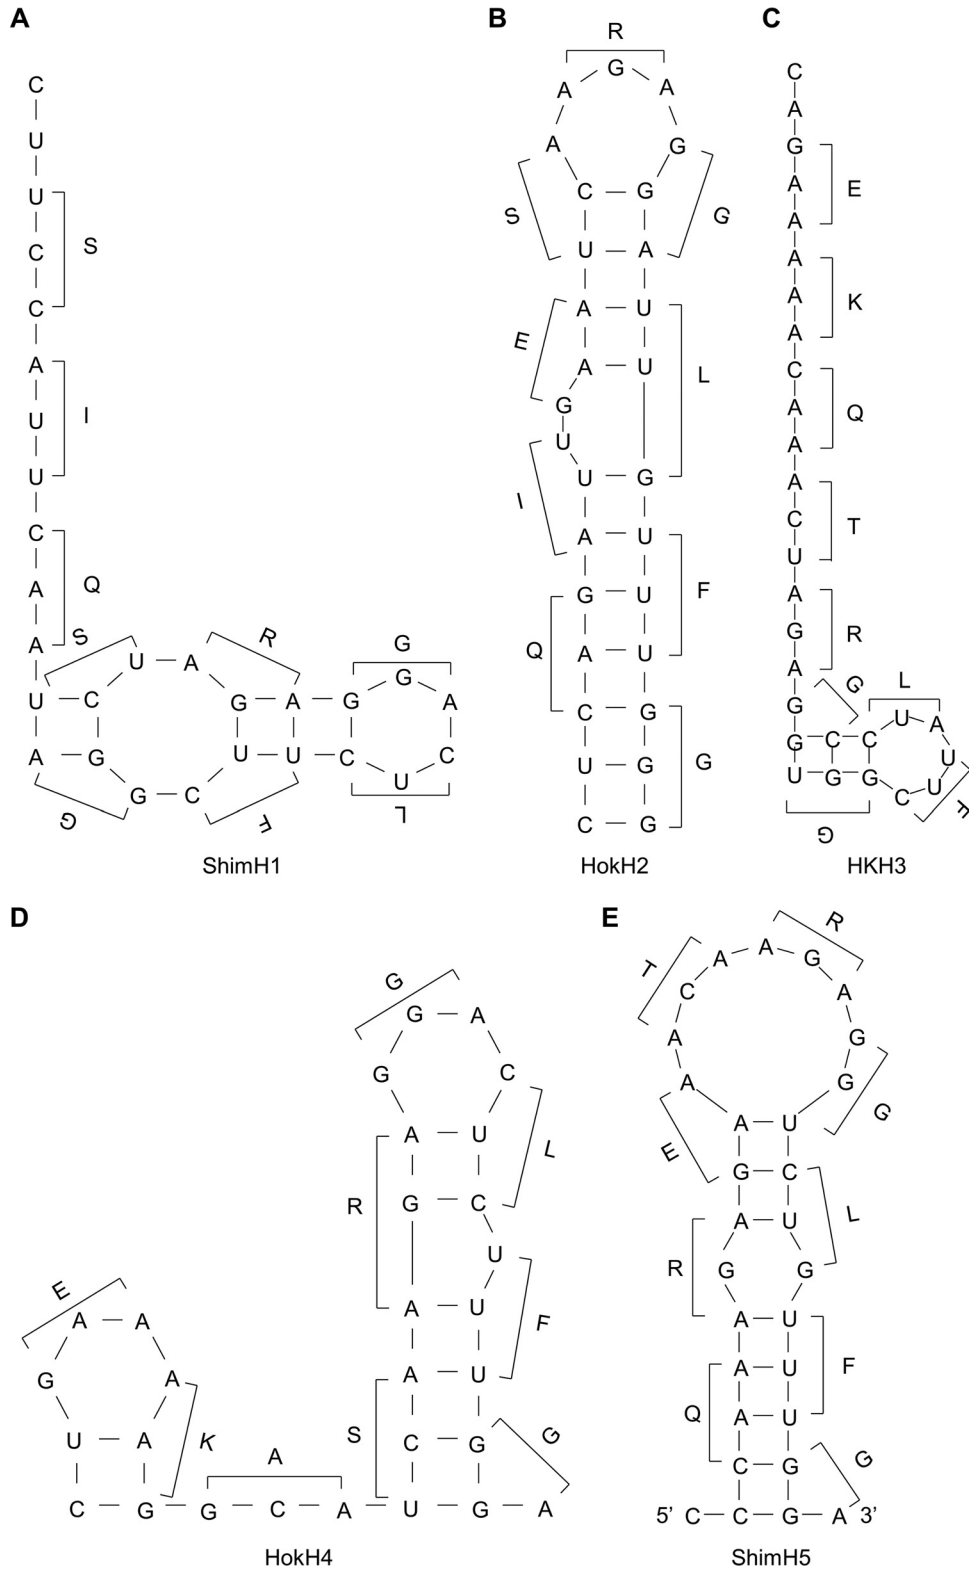 A
C
U
U
C S
C
A
U I
U
C
A Q
A
S R G
U C U A G A G G A
A G G C U U C U C
G F L
ShimH1
B
R
A G A
A G
S C G G
U A
A U
E A U L
G
U
I U G
A U
G U F
Q A U
C G
U G G
C G
HokH2
C
C
A
G
A E
A
A
A K
A
C
A Q
A
A
C T
U
A
G R
A
G G L
G C C U A U
U G G C U F
G
HKH3
D
G
G A
G C
A U
R G C L
U
A U F
A U
S C G G
E
A A
G A
U A K
A
C G G C A U G A
HokH4
E
R
T A A G
C A
A G
A G G
A U
E G C
A U L
R G G
A U
A U F
Q A U
C G G
5’ C C G A 3’
ShimH5